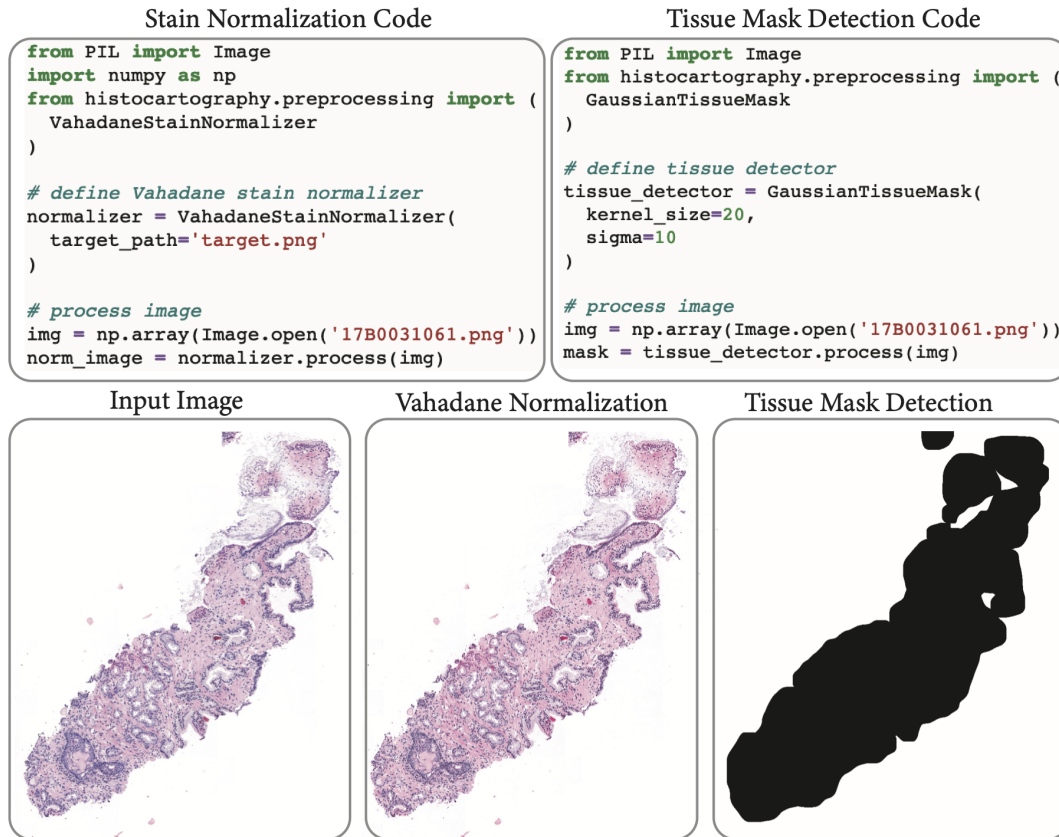 Stain Normalization Code
from PIL import Image
import numpy as np
from histocartography.preprocessing import (
  VahadaneStainNormalizer
)
# define Vahadane stain normalizer
normalizer = VahadaneStainNormalizer(
  target_path='target.png'
)
# process image
img = np.array(Image.open('17B0031061.png'))
norm_image = normalizer.process(img)
Tissue Mask Detection Code
from PIL import Image
from histocartography.preprocessing import (
  GaussianTissueMask
)
# define tissue detector
tissue_detector = GaussianTissueMask(
  kernel_size=20,
  sigma=10
)
# process image
img = np.array(Image.open('17B0031061.png'))
mask = tissue_detector.process(img)
Input Image
Vahadane Normalization
Tissue Mask Detection